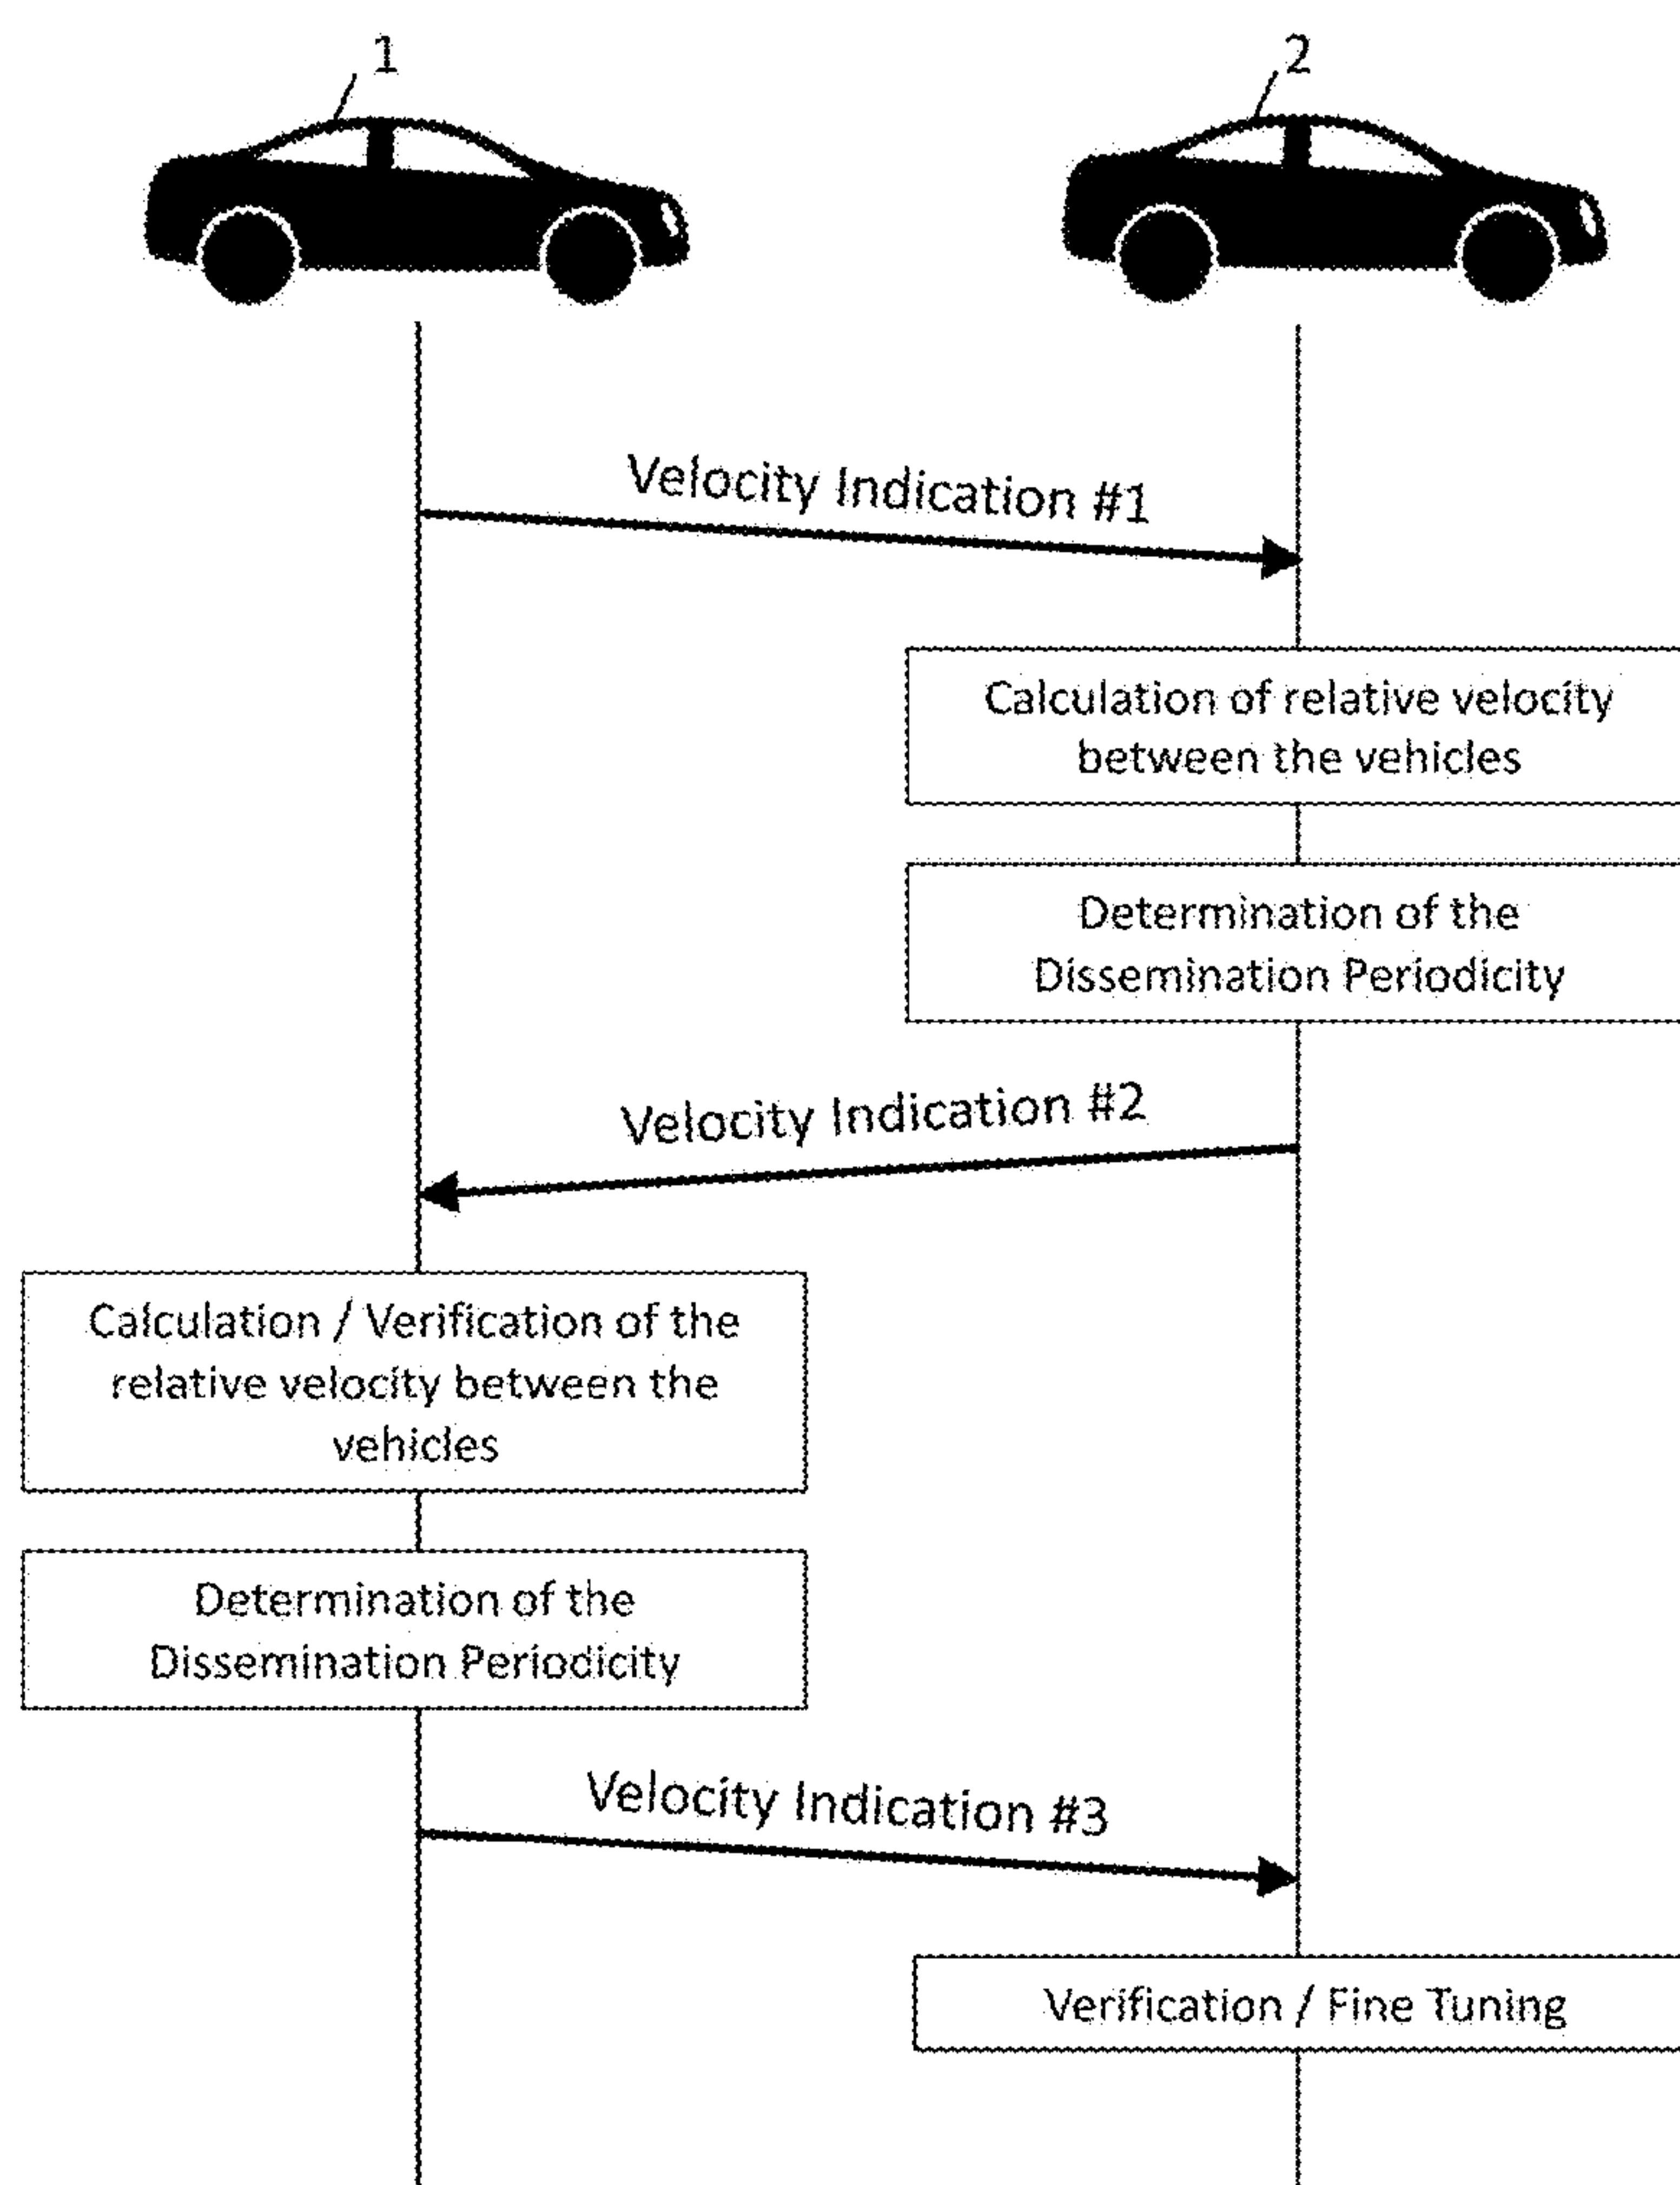 1
2
Velocity Indication #1
Calculation of relative velocity
between the vehicles
Determination of the
Dissemination Periodicity
Velocity Indication #2
Calculation / Verification of the
relative velocity between the
vehicles
Determination of the
Dissemination Periodicity
Velocity Indication #3
Verification / Fine Tuning